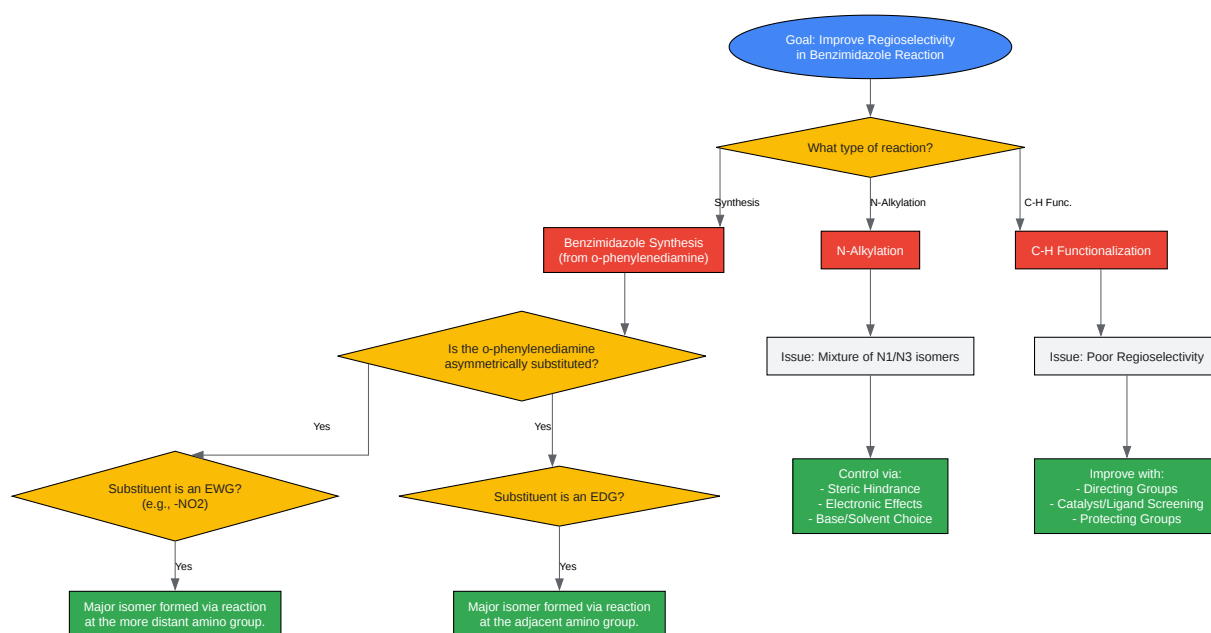 Goal: Improve Regioselectivity
in Benzimidazole Reaction
What type of reaction?
Synthesis
N-Alkylation
C-H Func.
Benzimidazole Synthesis
(from o-phenylenediamine)
N-Alkylation
C-H Functionalization
Is the o-phenylenediamine
asymmetrically substituted?
Issue: Mixture of N1/N3 isomers
Issue: Poor Regioselectivity
Yes
Yes
Substituent is an EWG?
(e.g., -NO2)
Substituent is an EDG?
Control via:
- Steric Hindrance
- Electronic Effects
- Base/Solvent Choice
Improve with:
- Directing Groups
- Catalyst/Ligand Screening
- Protecting Groups
Yes
Yes
Major isomer formed via reaction
at the more distant amino group.
Major isomer formed via reaction
at the adjacent amino group.